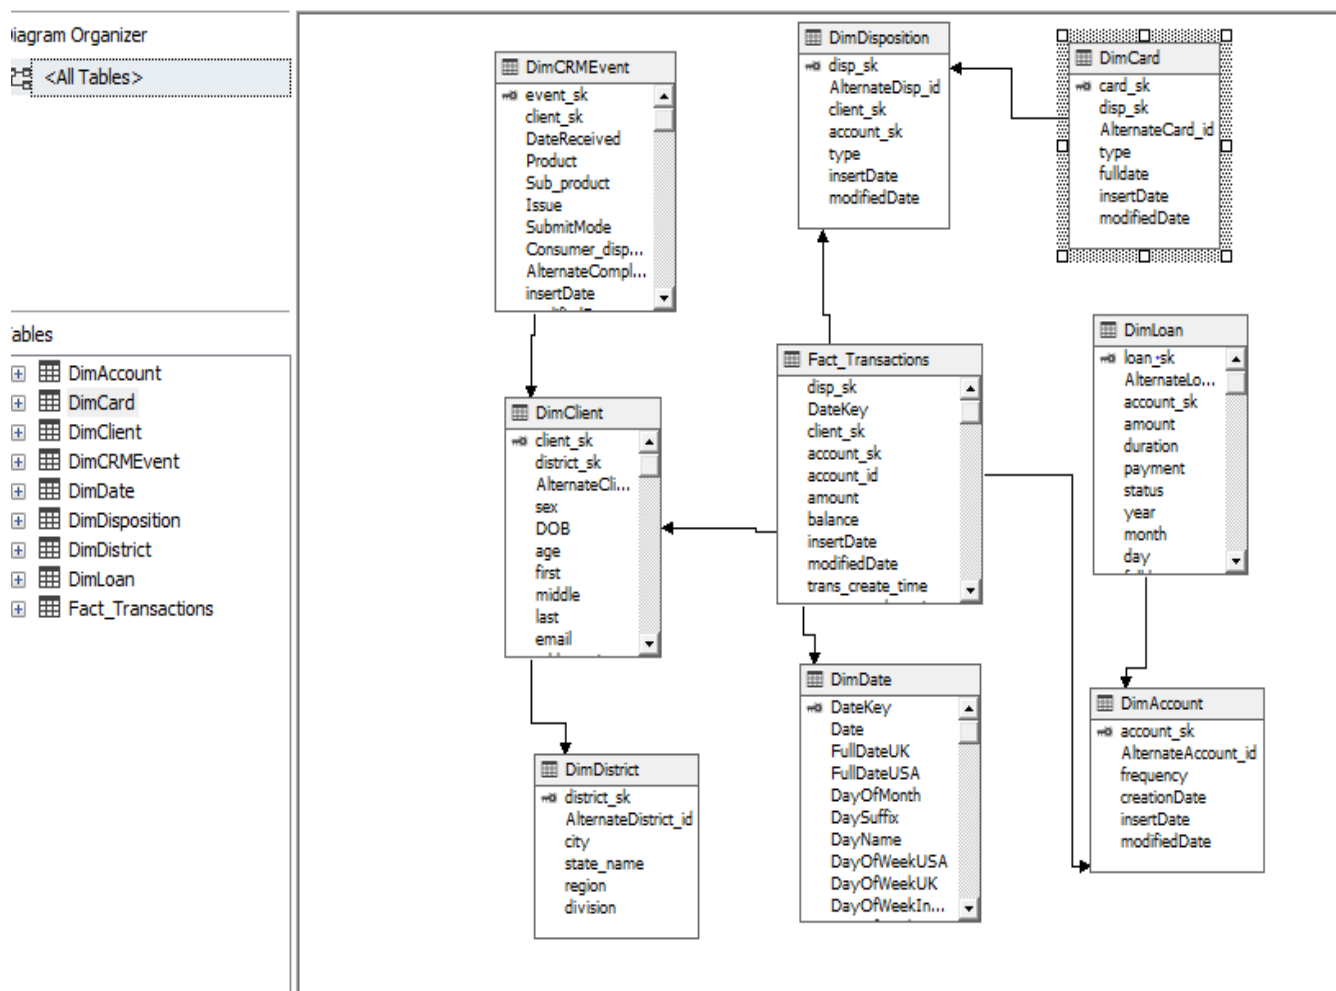 iagram Organizer
<All Tables>
ables
DimAccount
DimCard
DimClient
DimCRMEvent
DimDate
DimDisposition
DimDistrict
DimLoan
Fact_Transactions
DimCRMEvent
event_sk
client_sk
DateReceived
Product
Sub_product
Issue
SubmitMode
Consumer_disp...
AlternateCompl...
insertDate
DimDisposition
disp_sk
AlternateDisp_id
client_sk
account_sk
type
insertDate
modifiedDate
DimCard
card_sk
disp_sk
AlternateCard_id
type
fulldate
insertDate
modifiedDate
DimClient
client_sk
district_sk
AlternateCli...
sex
DOB
age
first
middle
last
email
Fact_Transactions
disp_sk
DateKey
client_sk
account_sk
account_id
amount
balance
insertDate
modifiedDate
trans_create_time
DimLoan
loan_sk
AlternateLo...
account_sk
amount
duration
payment
status
year
month
day
DimDistrict
district_sk
AlternateDistrict_id
city
state_name
region
division
DimDate
DateKey
Date
FullDateUK
FullDateUSA
DayOfMonth
DaySuffix
DayName
DayOfWeekUSA
DayOfWeekUK
DayOfWeekIn...
DimAccount
account_sk
AlternateAccount_id
frequency
creationDate
insertDate
modifiedDate